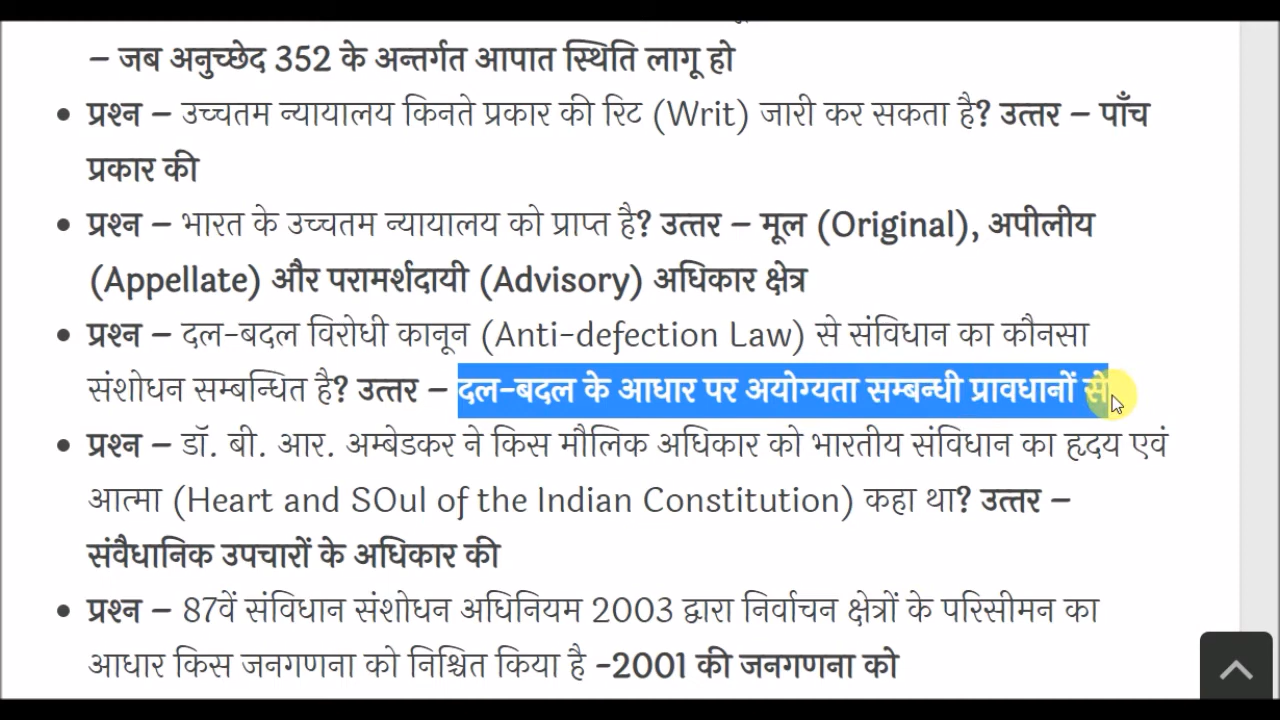 – जब अनुच्छेद 352 के अन्तर्गत आपात स्थिति लागू हो
प्रश्न – उच्चतम न्यायालय किनते प्रकार की रिट (Writ) जारी कर सकता है? उत्तर – पाँच
प्रकार की
प्रश्न – भारत के उच्चतम न्यायालय को प्राप्त है? उत्तर – मूल (Original), अपीलीय
(Appellate) और परामर्शदायी (Advisory) अधिकार क्षेत्र
प्रश्न – दल-बदल विरोधी कानून (Anti-defection Law) से संविधान का कौनसा
संशोधन सम्बन्धित है? उत्तर – दल-बदल के आधार पर अयोग्यता सम्बन्धी प्रावधानों से
प्रश्न – डॉ. बी. आर. अम्बेडकर ने किस मौलिक अधिकार को भारतीय संविधान का हृदय एवं
आत्मा (Heart and SOul of the Indian Constitution) कहा था? उत्तर –
संवैधानिक उपचारों के अधिकार की
प्रश्न – 87वें संविधान संशोधन अधिनियम 2003 द्वारा निर्वाचन क्षेत्रों के परिसीमन का
आधार किस जनगणना को निश्चित किया है -2001 की जनगणना को